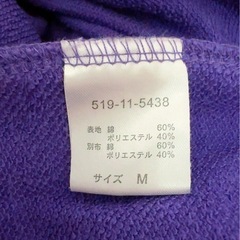 519-11-5438
表地 綿 60%
ポリエステル 40%
別布 綿 60%
ポリエステル 40%
サイズ M